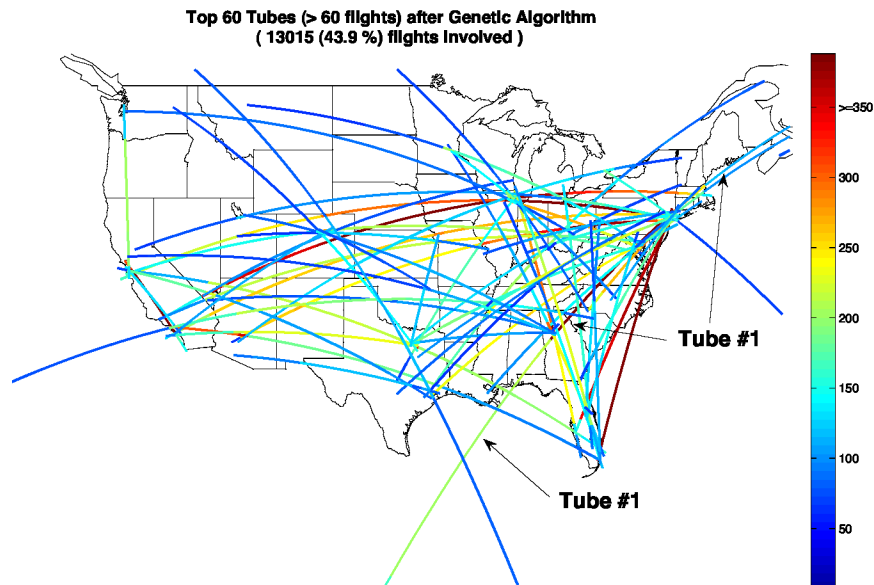 Top 60 Tubes (> 60 flights) after Genetic Algorithm
( 13015 (43.9 %) flights Involved )
>=350
300
250
200
150
100
50
Tube #1
Tube #1